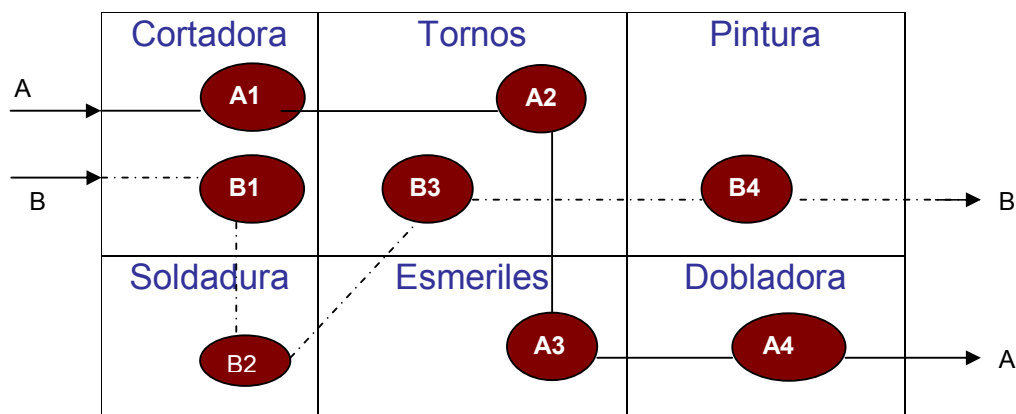 Cortadora Tornos Pintura
A A1 A2
B B1 B3 B4 B
Soldadura Esmeriles Dobladora
B2 A3 A4 A